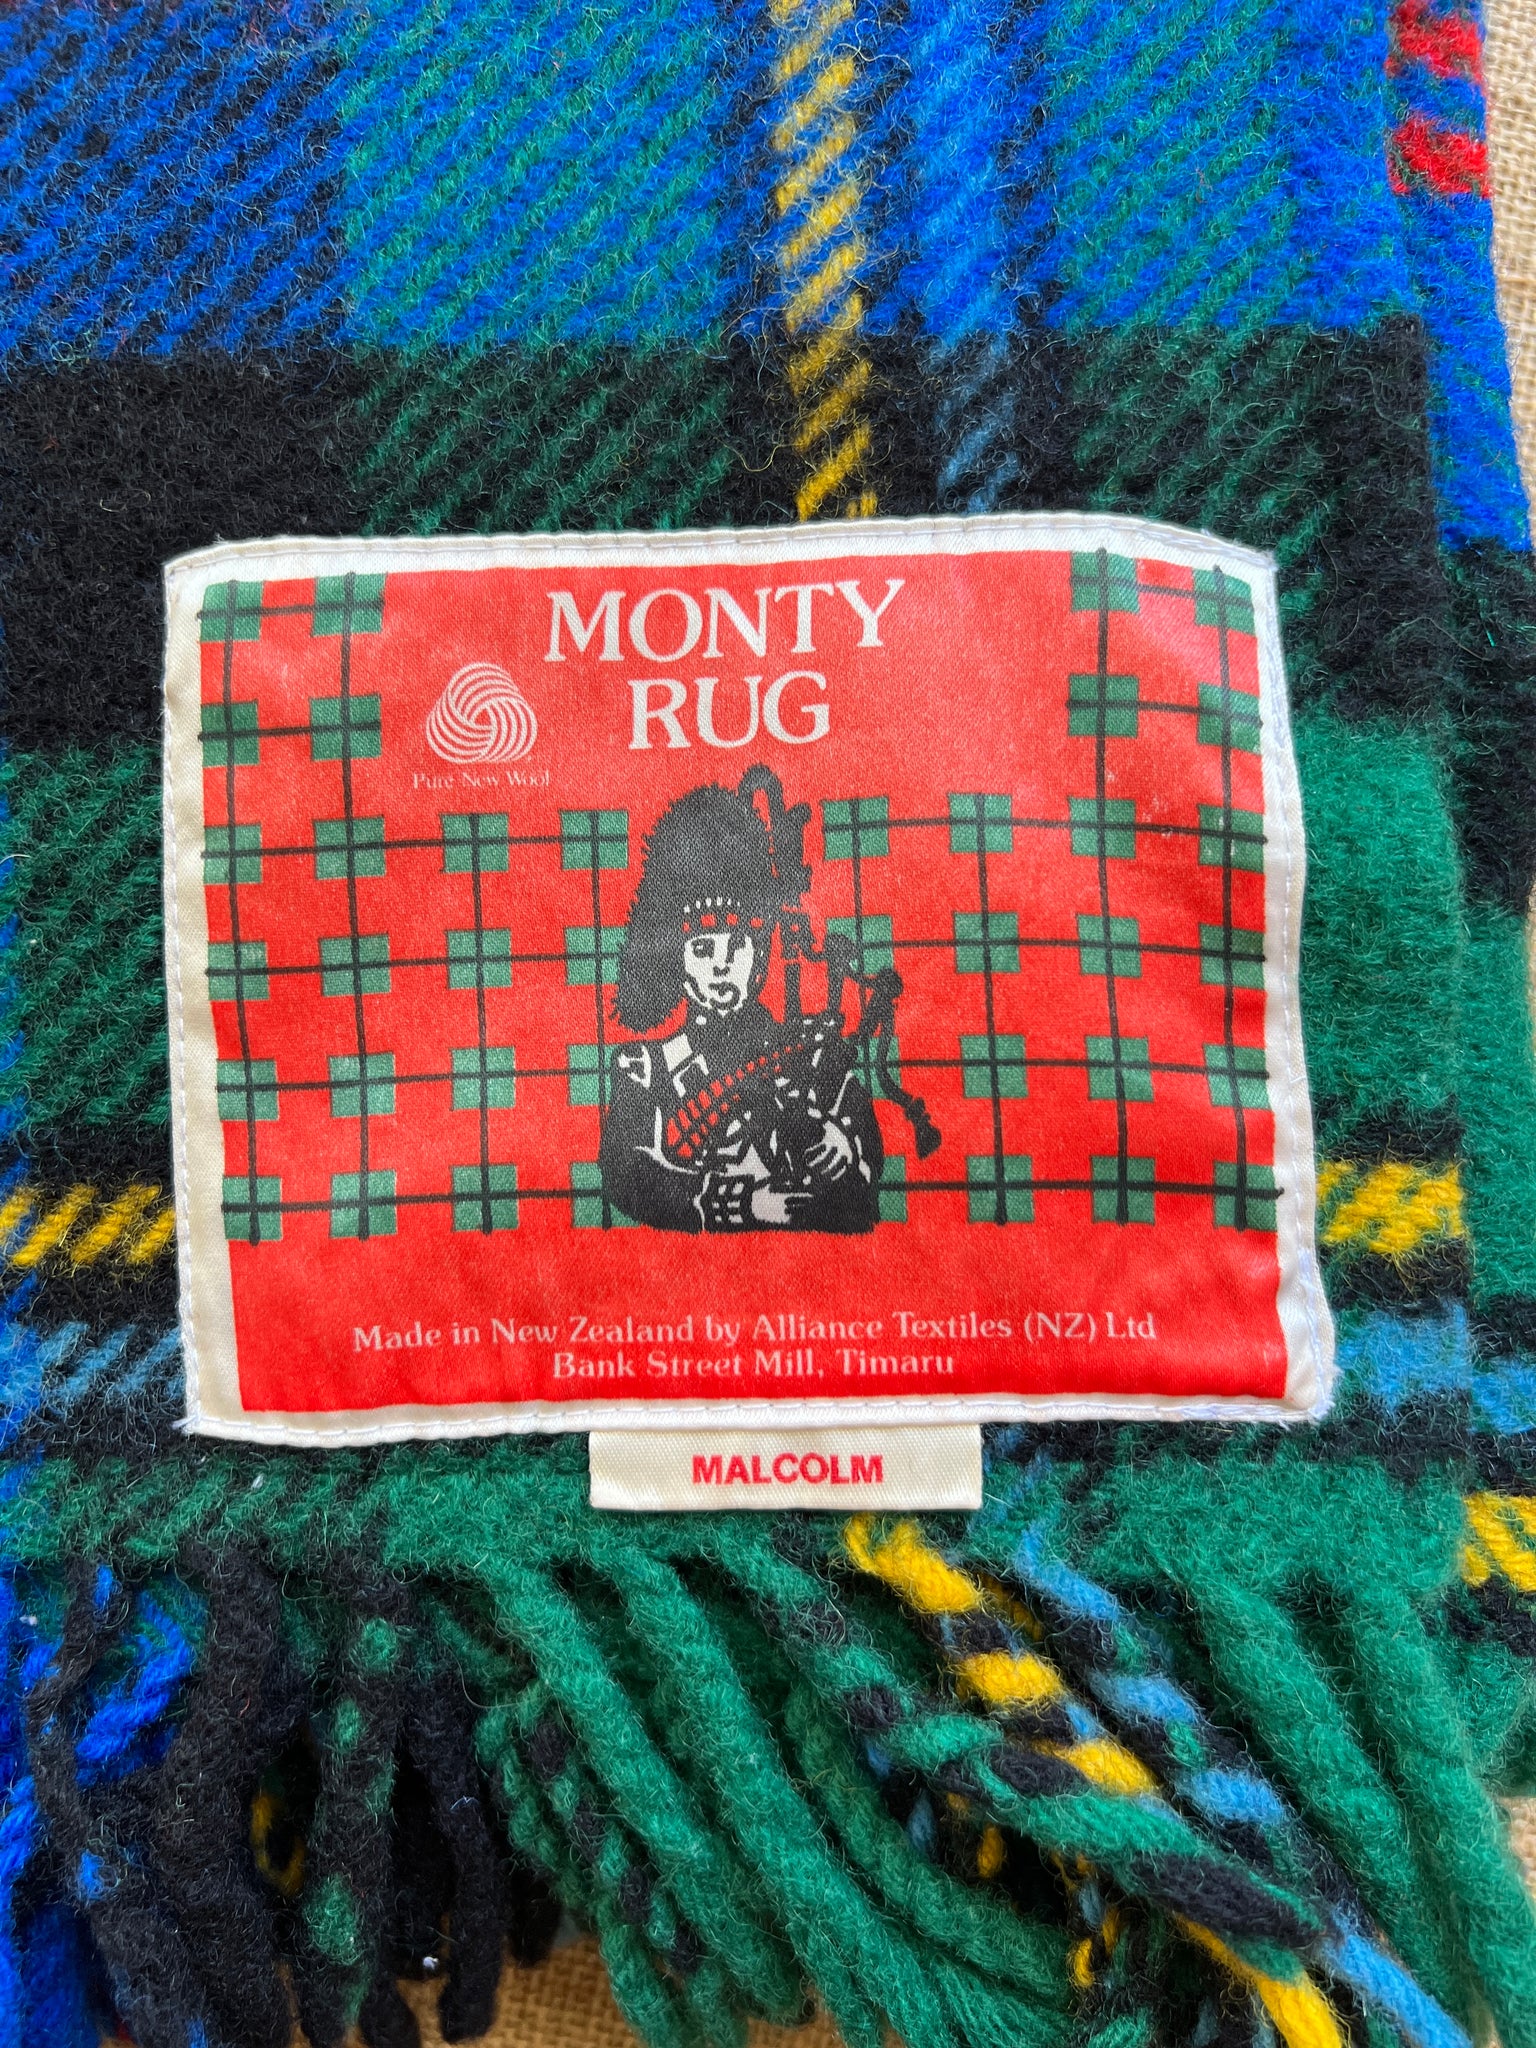 MONTY
RUG
Pure New Wool
Made in New Zealand by Alliance Textiles (NZ) Ltd
Bank Street Mill, Timaru
MALCOLM